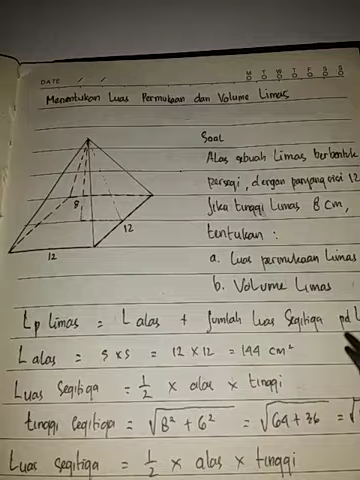 DATE / /
M T W T F S S
Menentukan Luas Permukaan dan Volume Limas
Soal
Alas sebuah Limas berbentuk
persegi, dengan panjang sisi 12
Jika tinggi Limas 8 cm,
tentukan :
a. Luas permukaan Limas
b. Volume Limas
8
12
12
Lp limas = L alas + Jumlah Luas Segitiga pd
L alas = s x s = 12 x 12 = 144 cm²
Luas Segitiga = 1/2 x alas x tinggi
tinggi segitiga = √8² + 6² = √64 + 36 = √
Luas segitiga = 1/2 x alas x tinggi